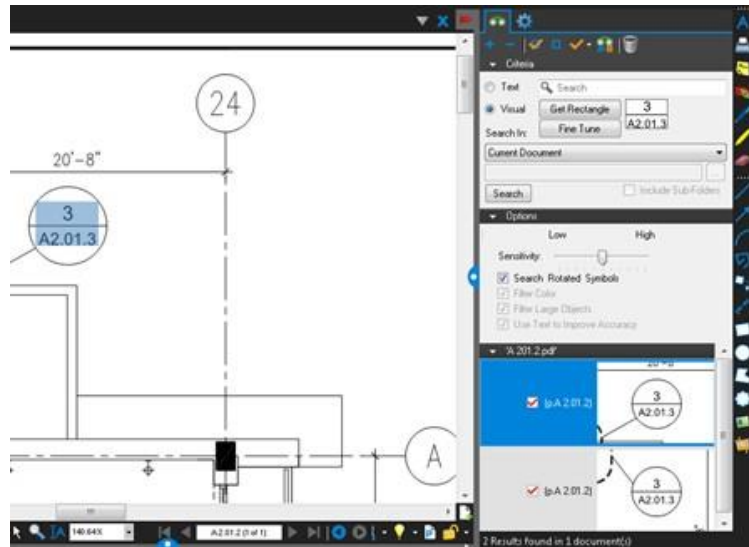 24
20'-8"
3
A2.01.3
A
140.64%
A2.01.2 (1 of 1)
Criteria
Text
Search
Visual
Get Rectangle
3
A2.01.3
Search In:
Fine Tune
Current Document
Search
Include Sub-Folders
Options
Low
High
Sensitivity
Search Rotated Symbols
Filter Color
Filter Large Objects
Use Text to Improve Accuracy
'A 201.2.pdf'
(p.A 2.01.2)
3
A2.01.3
(p.A 2.01.2)
3
A2.01.3
2 Results found in 1 document(s)